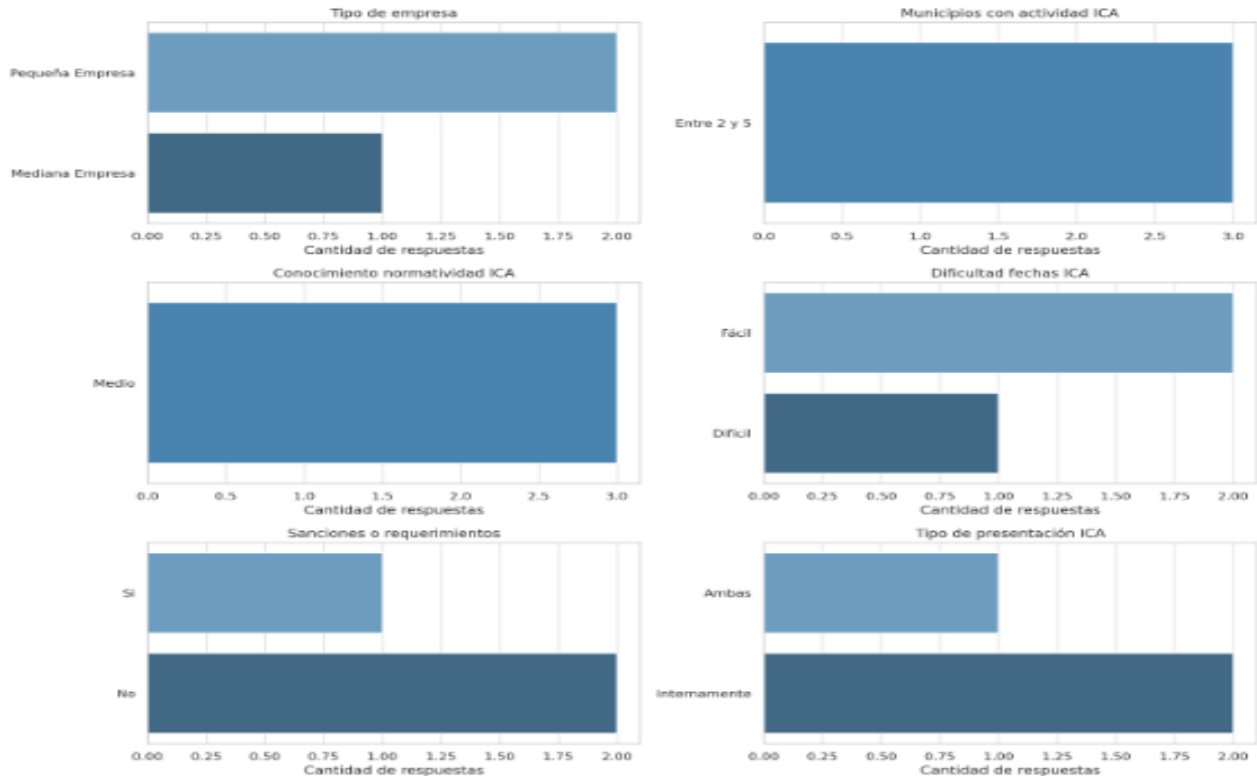 Tipo de empresa
Pequeña Empresa
Mediana Empresa
0.00 0.25 0.50 0.75 1.00 1.25 1.50 1.75 2.00
Cantidad de respuestas
Municipios con actividad ICA
Entre 2 y 5
0.0 0.5 1.0 1.5 2.0 2.5 3.0
Cantidad de respuestas
Conocimiento normatividad ICA
Medio
0.0 0.5 1.0 1.5 2.0 2.5 3.0
Cantidad de respuestas
Dificultad fechas ICA
Fácil
Difícil
0.00 0.25 0.50 0.75 1.00 1.25 1.50 1.75 2.00
Cantidad de respuestas
Sanciones o requerimientos
Sí
No
0.00 0.25 0.50 0.75 1.00 1.25 1.50 1.75 2.00
Cantidad de respuestas
Tipo de presentación ICA
Ambas
Internamente
0.00 0.25 0.50 0.75 1.00 1.25 1.50 1.75 2.00
Cantidad de respuestas